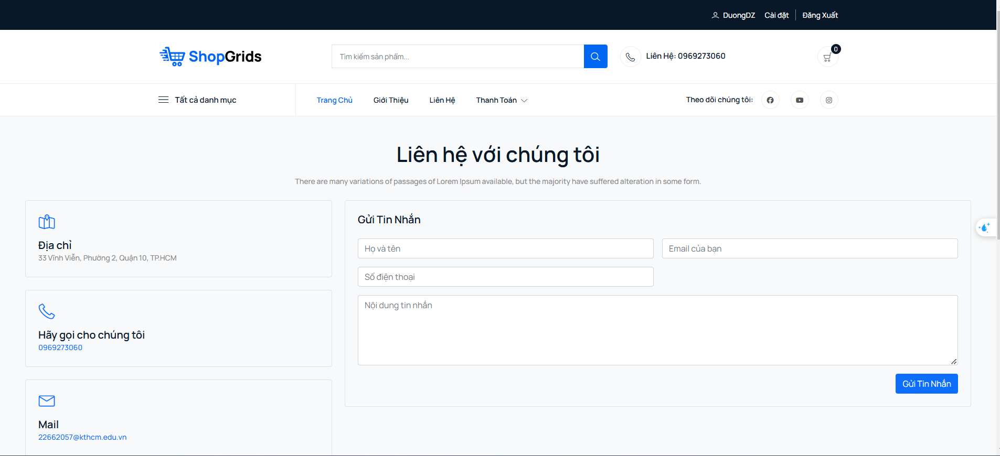 DuongDZ Cài đặt Đăng Xuất
ShopGrids
Tìm kiếm sản phẩm...
Liên Hệ: 0969273060
0
Tất cả danh mục
Trang Chủ Giới Thiệu Liên Hệ Thanh Toán
Theo dõi chúng tôi:
Liên hệ với chúng tôi
There are many variations of passages of Lorem Ipsum available, but the majority have suffered alteration in some form.
Địa chỉ
33 Vĩnh Viễn, Phường 2, Quận 10, TP.HCM
Hãy gọi cho chúng tôi
0969273060
Mail
22662057@kthcm.edu.vn
Gửi Tin Nhắn
Họ và tên
Email của bạn
Số điện thoại
Nội dung tin nhắn
Gửi Tin Nhắn